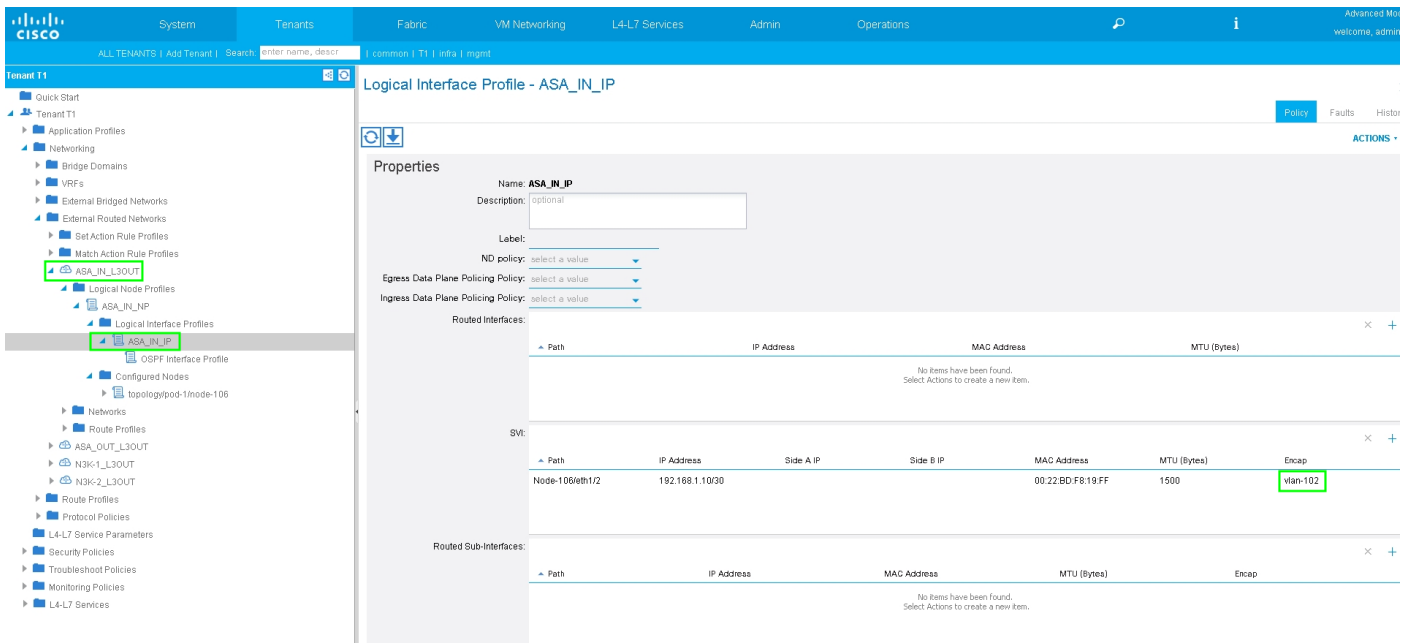 CISCO
System
Tenants
Fabric
VM Networking
L4-L7 Services
Admin
Operations
i
welcome, admin
ALL TENANTS | Add Tenant | Search: enter name, descr | common | T1 | infra | mgmt
Tenant T1
Quick Start
Tenant T1
Application Profiles
Networking
Bridge Domains
VRFs
External Bridged Networks
External Routed Networks
Set Action Rule Profiles
Match Action Rule Profiles
ASA_IN_L3OUT
Logical Node Profiles
ASA_IN_NP
Logical Interface Profiles
ASA_IN_IP
OSPF Interface Profile
Configured Nodes
topology/pod-1/node-106
Networks
Route Profiles
ASA_OUT_L3OUT
N3K-1_L3OUT
N3K-2_L3OUT
Route Profiles
Protocol Policies
L4-L7 Service Parameters
Security Policies
Troubleshoot Policies
Monitoring Policies
L4-L7 Services
Logical Interface Profile - ASA_IN_IP
Policy
Faults
Histor
ACTIONS
Properties
Name: ASA_IN_IP
Description: optional
Label:
ND policy: select a value
Egress Data Plane Policing Policy: select a value
Ingress Data Plane Policing Policy: select a value
Routed Interfaces:
Path IP Address MAC Address MTU (Bytes)
No items have been found.
Select Actions to create a new item.
SVI:
Path IP Address Side A IP Side B IP MAC Address MTU (Bytes) Encap
Node-106/eth1/2 192.168.1.10/30 00:22:BD:F8:19:FF 1500 vlan-102
Routed Sub-Interfaces:
Path IP Address MAC Address MTU (Bytes) Encap
No items have been found.
Select Actions to create a new item.